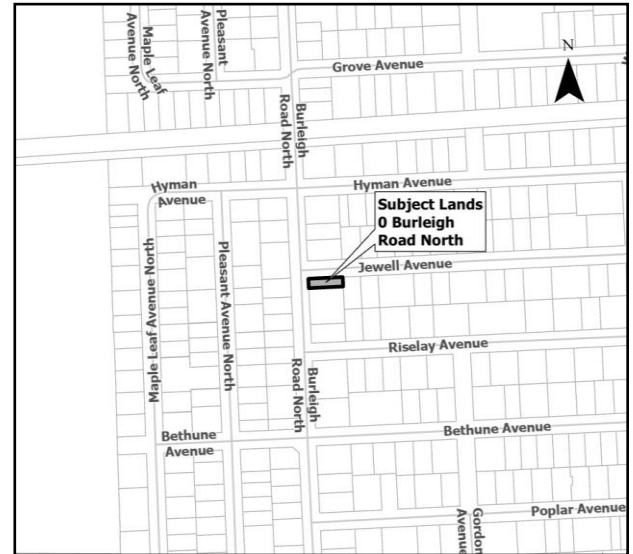 Maple Leaf
Avenue North
Pleasant
Avenue North
Grove Avenue
N
Burleigh
Road North
Hyman
Avenue
Hyman Avenue
Subject Lands
0 Burleigh
Road North
Jewell Avenue
Maple Leaf Avenue North
Pleasant Avenue North
Riselay Avenue
Burleigh
Road North
Bethune
Avenue
Bethune Avenue
Gordon
Avenue
Poplar Avenue